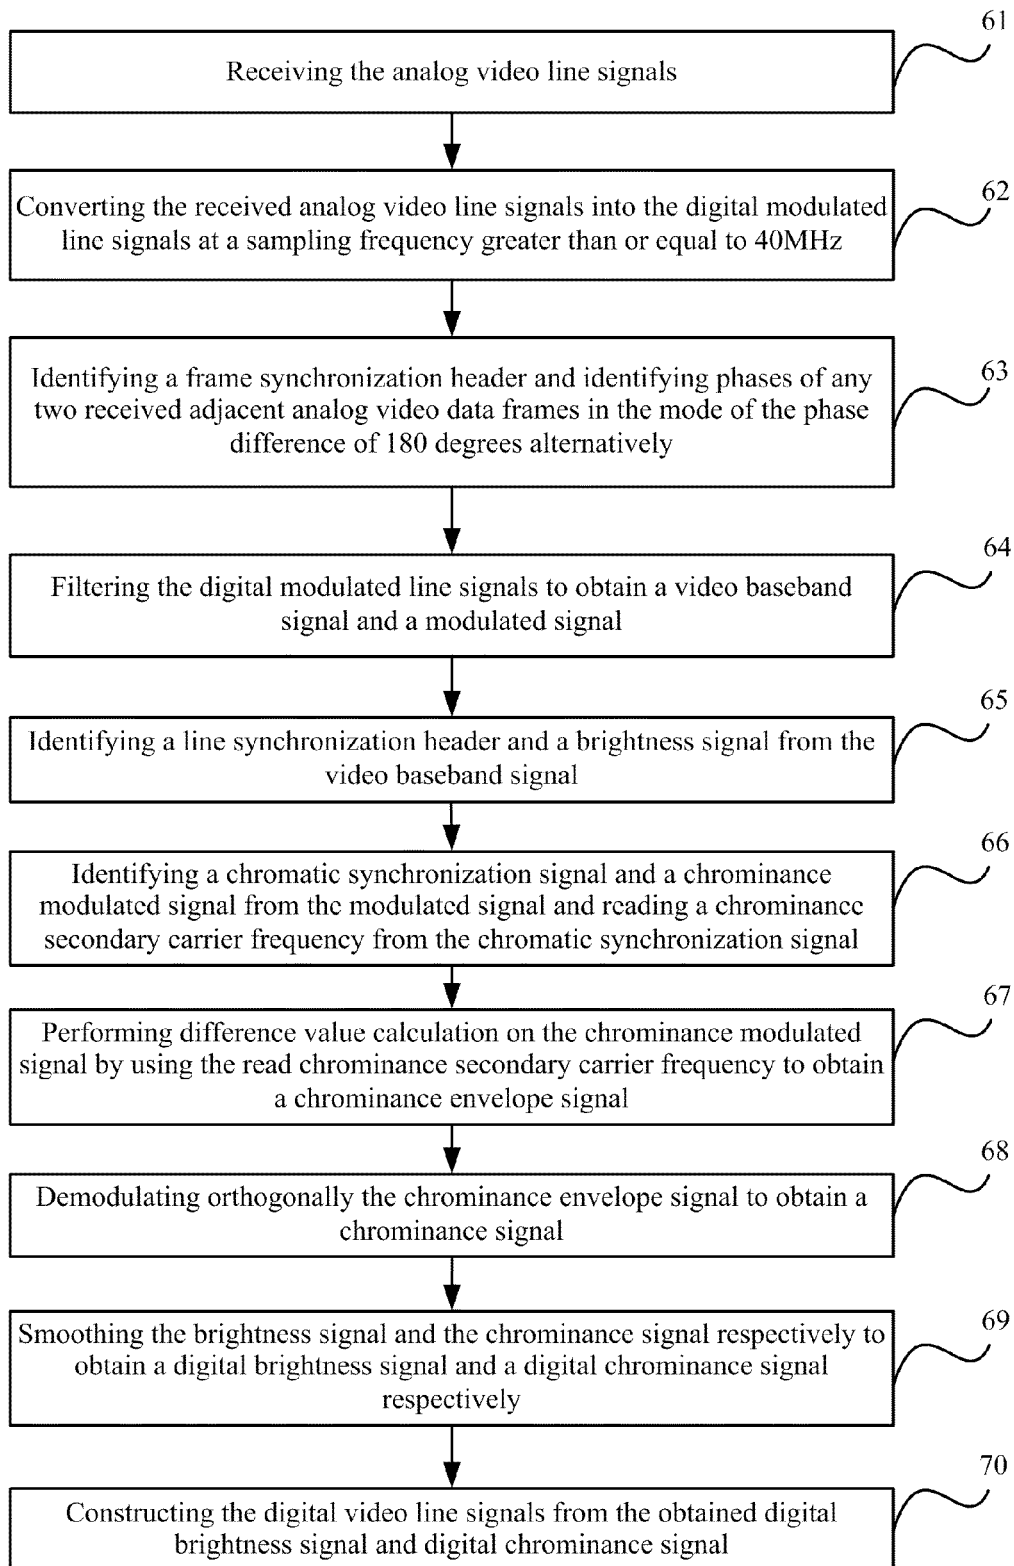 61
Receiving the analog video line signals
62
Converting the received analog video line signals into the digital modulated
line signals at a sampling frequency greater than or equal to 40MHz
63
Identifying a frame synchronization header and identifying phases of any
two received adjacent analog video data frames in the mode of the phase
difference of 180 degrees alternatively
64
Filtering the digital modulated line signals to obtain a video baseband
signal and a modulated signal
65
Identifying a line synchronization header and a brightness signal from the
video baseband signal
66
Identifying a chromatic synchronization signal and a chrominance
modulated signal from the modulated signal and reading a chrominance
secondary carrier frequency from the chromatic synchronization signal
67
Performing difference value calculation on the chrominance modulated
signal by using the read chrominance secondary carrier frequency to obtain
a chrominance envelope signal
68
Demodulating orthogonally the chrominance envelope signal to obtain a
chrominance signal
69
Smoothing the brightness signal and the chrominance signal respectively to
obtain a digital brightness signal and a digital chrominance signal
respectively
70
Constructing the digital video line signals from the obtained digital
brightness signal and digital chrominance signal